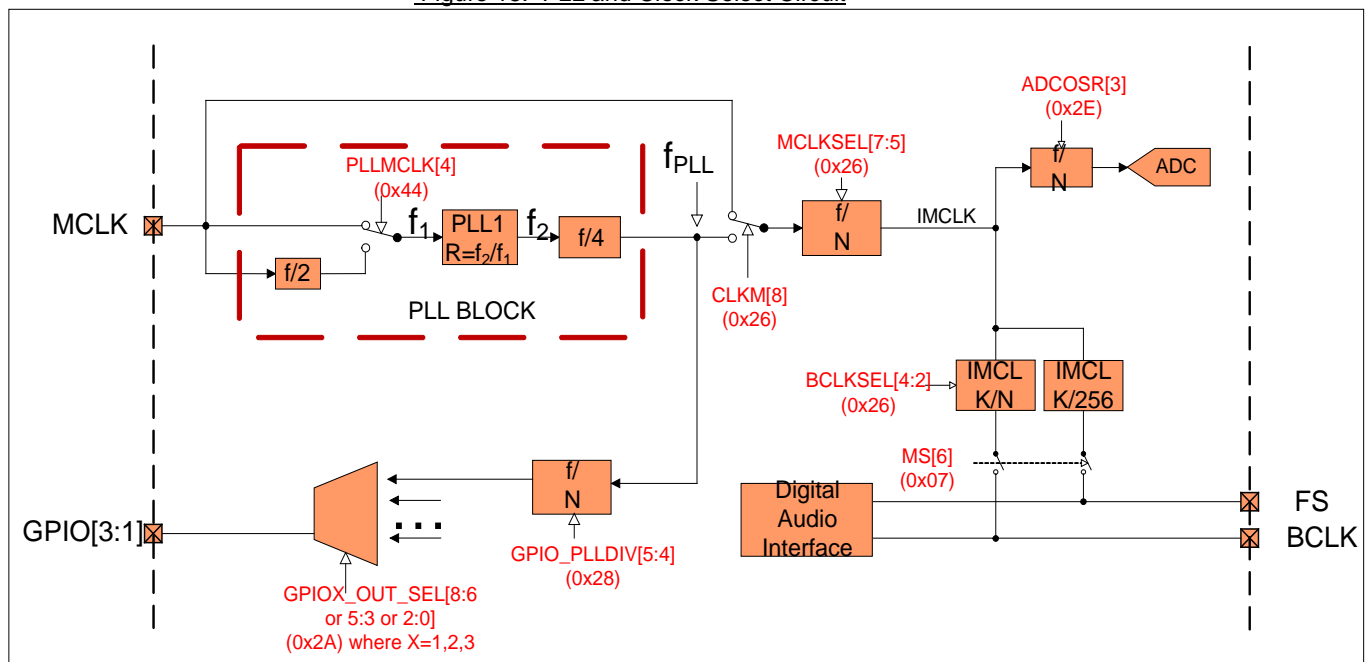 ADCOSR[3]
(0x2E)
MCLKSEL[7:5]
(0x26)
f/
N
ADC
PLLMCLK[4]
(0x44)
fPLL
MCLK
f1
PLL1
R=f2/f1
f2
f/4
f/
N
IMCLK
f/2
PLL BLOCK
CLKM[8]
(0x26)
BCLKSEL[4:2]
(0x26)
IMCL
K/N
IMCL
K/256
MS[6]
(0x07)
f/
N
Digital
Audio
Interface
FS
BCLK
GPIO[3:1]
GPIO_PLLDIV[5:4]
(0x28)
GPIOX_OUT_SEL[8:6
or 5:3 or 2:0]
(0x2A) where X=1,2,3